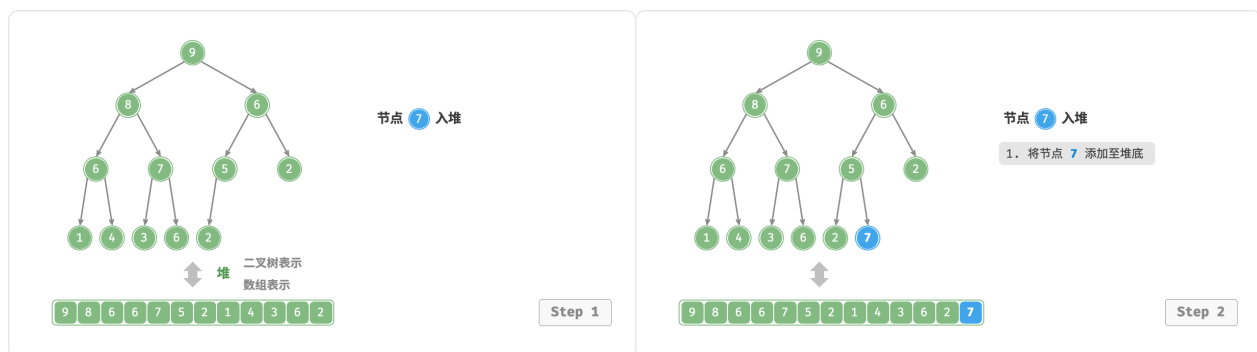 9
8 6
节点 7 入堆
6 7 5 2
1 4 3 6 2
堆 二叉树表示
数组表示
9 8 6 6 7 5 2 1 4 3 6 2
Step 1
9
8 6
节点 7 入堆
1. 将节点 7 添加至堆底
6 7 5 2
1 4 3 6 2 7
9 8 6 6 7 5 2 1 4 3 6 2 7
Step 2